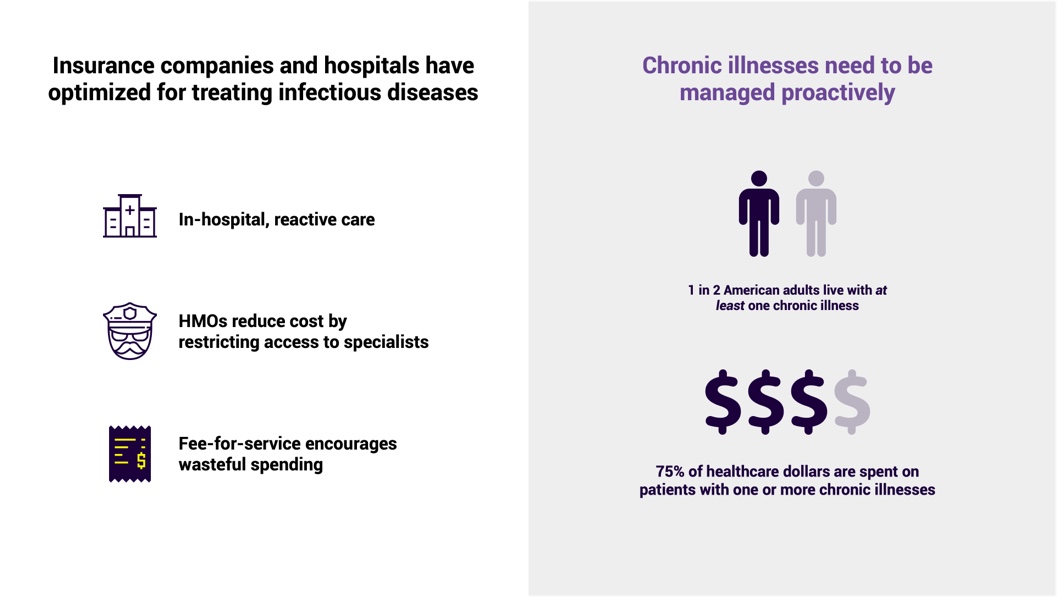 Insurance companies and hospitals have
optimized for treating infectious diseases
In-hospital, reactive care
HMOs reduce cost by
restricting access to specialists
$
Fee-for-service encourages
wasteful spending
Chronic illnesses need to be
managed proactively
1 in 2 American adults live with at
least one chronic illness
$$$$
75% of healthcare dollars are spent on
patients with one or more chronic illnesses